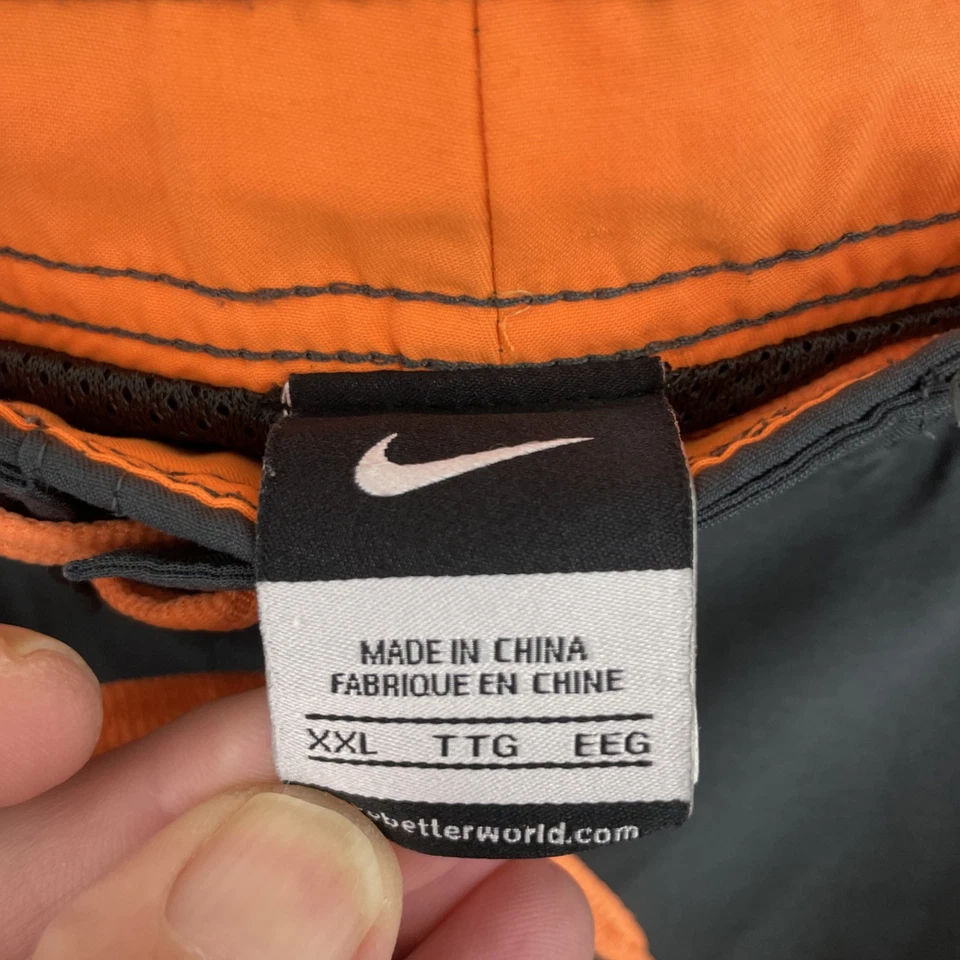 MADE IN CHINA
FABRIQUE EN CHINE
XXL TTG EEG
betterworld.com